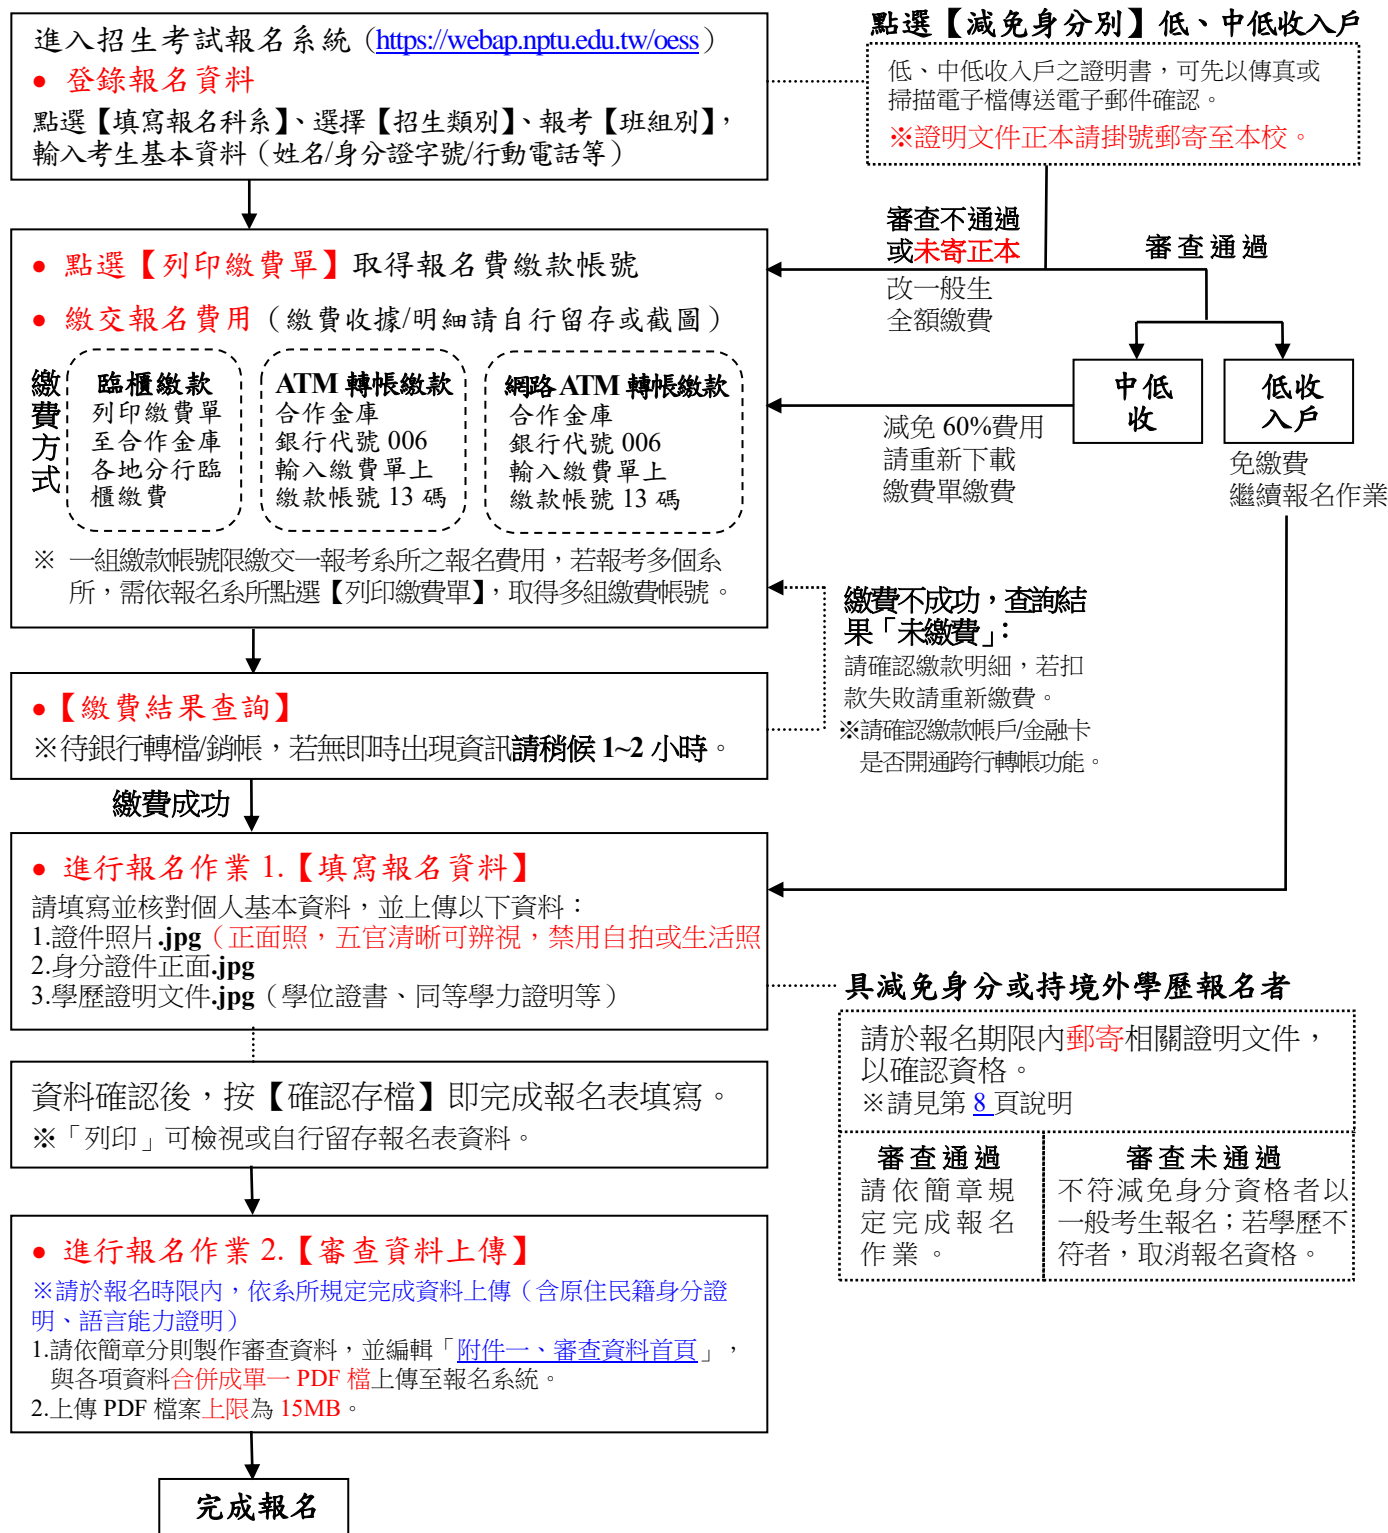 進入招生考試報名系統（https://webap.nptu.edu.tw/oess）
● 登錄報名資料
點選【填寫報名科系】、選擇【招生類別】、報考【班組別】，
輸入考生基本資料（姓名/身分證字號/行動電話等）
點選【減免身分別】低、中低收入戶
低、中低收入戶之證明書，可先以傳真或
掃描電子檔傳送電子郵件確認。
※證明文件正本請掛號郵寄至本校。
審查不通過
或未寄正本
改一般生
全額繳費
審查通過
中低
收
低收
入戶
減免 60%費用
請重新下載
繳費單繳費
免繳費
繼續報名作業
● 點選【列印繳費單】取得報名費繳款帳號
● 繳交報名費用（繳費收據/明細請自行留存或截圖）
繳費方式
臨櫃繳款
列印繳費單
至合作金庫
各地分行臨
櫃繳費
ATM 轉帳繳款
合作金庫
銀行代號 006
輸入繳費單上
繳款帳號 13 碼
網路 ATM 轉帳繳款
合作金庫
銀行代號 006
輸入繳費單上
繳款帳號 13 碼
※ 一組繳款帳號限繳交一報考系所之報名費用，若報考多個系
所，需依報名系所點選【列印繳費單】，取得多組繳費帳號。
繳費不成功，查詢結
果「未繳費」：
請確認繳款明細，若扣
款失敗請重新繳費。
※請確認繳款帳戶/金融卡
是否開通跨行轉帳功能。
●【繳費結果查詢】
※待銀行轉檔/銷帳，若無即時出現資訊請稍候 1~2 小時。
繳費成功
● 進行報名作業 1.【填寫報名資料】
請填寫並核對個人基本資料，並上傳以下資料：
1.證件照片.jpg（正面照，五官清晰可辨視，禁用自拍或生活照
2.身分證件正面.jpg
3.學歷證明文件.jpg（學位證書、同等學力證明等）
具減免身分或持境外學歷報名者
請於報名期限內郵寄相關證明文件，
以確認資格。
※請見第 8 頁說明
審查通過
請依簡章規
定完成報名
作業。
審查未通過
不符減免身分資格者以
一般考生報名；若學歷不
符者，取消報名資格。
資料確認後，按【確認存檔】即完成報名表填寫。
※「列印」可檢視或自行留存報名表資料。
● 進行報名作業 2.【審查資料上傳】
※請於報名時限內，依系所規定完成資料上傳（含原住民籍身分證
明、語言能力證明）
1.請依簡章分則製作審查資料，並編輯「附件一、審查資料首頁」，
與各項資料合併成單一 PDF 檔上傳至報名系統。
2.上傳 PDF 檔案上限為 15MB。
完成報名